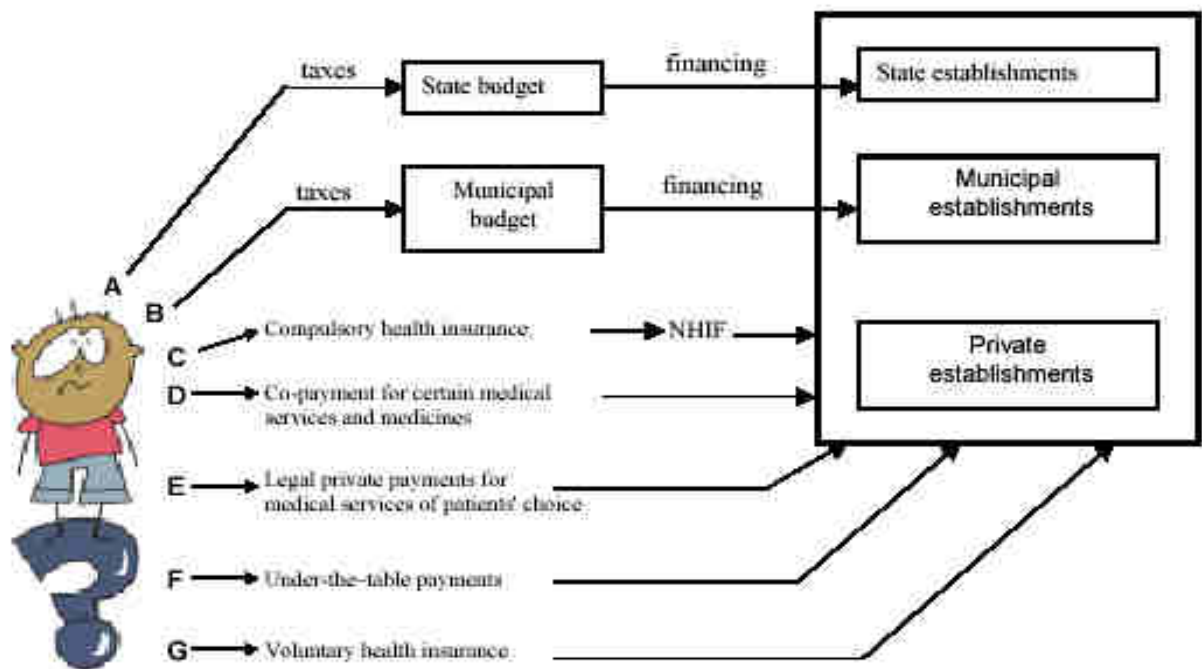 taxes
State budget
financing
State establishments
taxes
Municipal
budget
financing
Municipal
establishments
A
B
C
Compulsory health insurance
NHIF
Private
establishments
D
Co-payment for certain medical
services and medicines
E
Legal private payments for
medical services of patients' choice
F
Under-the-table payments
G
Voluntary health insurance